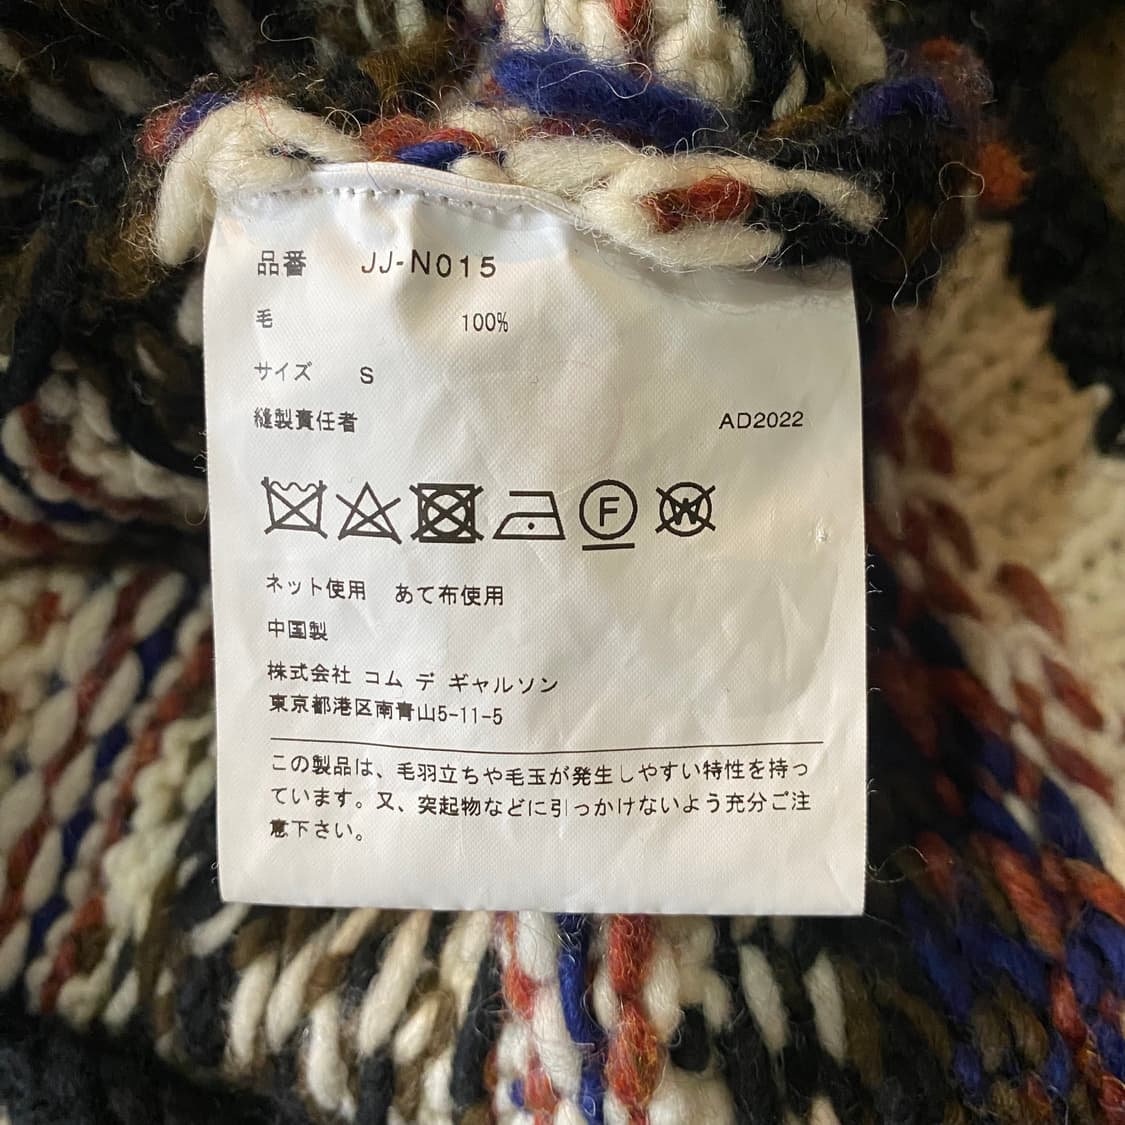 品番 JJ-N015
毛 100%
サイズ S
縫製責任者 AD2022
F W
ネット使用 あて布使用
中国製
株式会社 コム デ ギャルソン
東京都港区南青山5-11-5
この製品は、毛羽立ちや毛玉が発生しやすい特性を持っ
ています。又、突起物などに引っかけないよう充分ご注
意下さい。